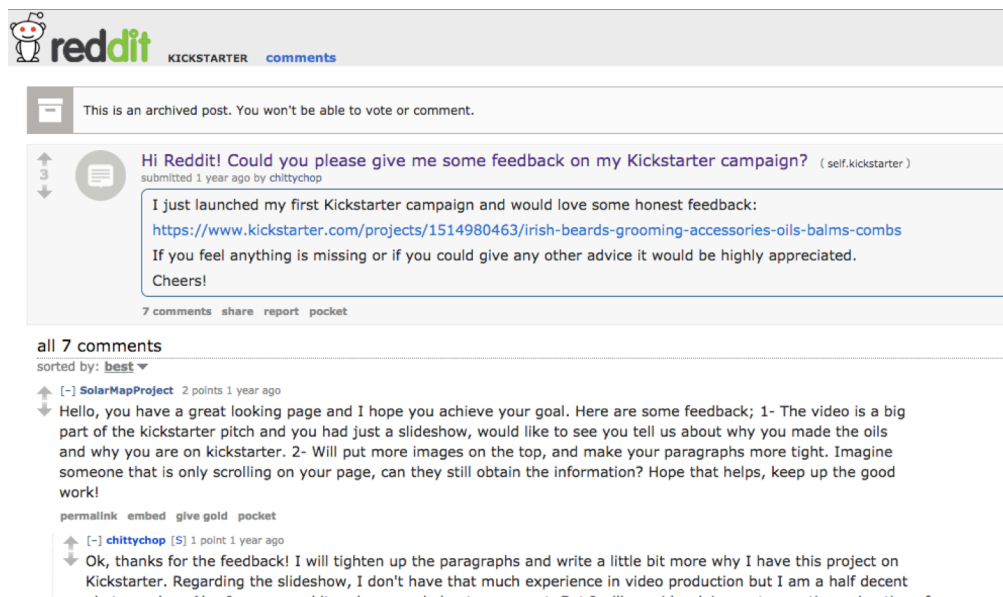 reddit KICKSTARTER comments
This is an archived post. You won't be able to vote or comment.
Hi Reddit! Could you please give me some feedback on my Kickstarter campaign? ( self.kickstarter )
3
submitted 1 year ago by chittychop
I just launched my first Kickstarter campaign and would love some honest feedback:
https://www.kickstarter.com/projects/1514980463/irish-beards-grooming-accessories-oils-balms-combs
If you feel anything is missing or if you could give any other advice it would be highly appreciated.
Cheers!
7 comments share report pocket
all 7 comments
sorted by: best
[-] SolarMapProject 2 points 1 year ago
Hello, you have a great looking page and I hope you achieve your goal. Here are some feedback; 1- The video is a big
part of the kickstarter pitch and you had just a slideshow, would like to see you tell us about why you made the oils
and why you are on kickstarter. 2- Will put more images on the top, and make your paragraphs more tight. Imagine
someone that is only scrolling on your page, can they still obtain the information? Hope that helps, keep up the good
work!
permalink embed give gold pocket
[-] chittychop [S] 1 point 1 year ago
Ok, thanks for the feedback! I will tighten up the paragraphs and write a little bit more why I have this project on
Kickstarter. Regarding the slideshow, I don't have that much experience in video production but I am a half decent